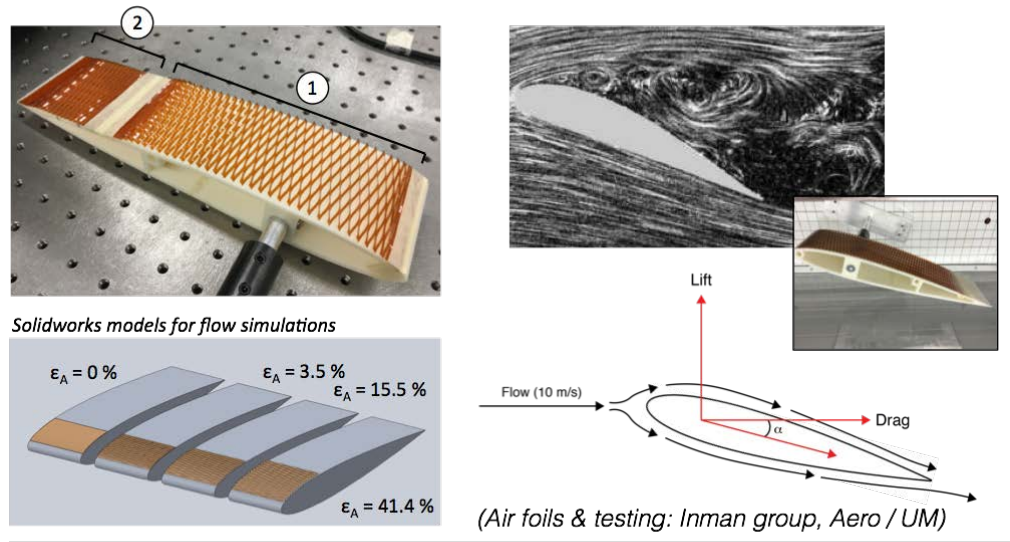 2
1
Solidworks models for flow simulations
εA = 0 %
εA = 3.5 %
εA = 15.5 %
εA = 41.4 %
Lift
Flow (10 m/s)
Drag
α
(Air foils & testing: Inman group, Aero / UM)